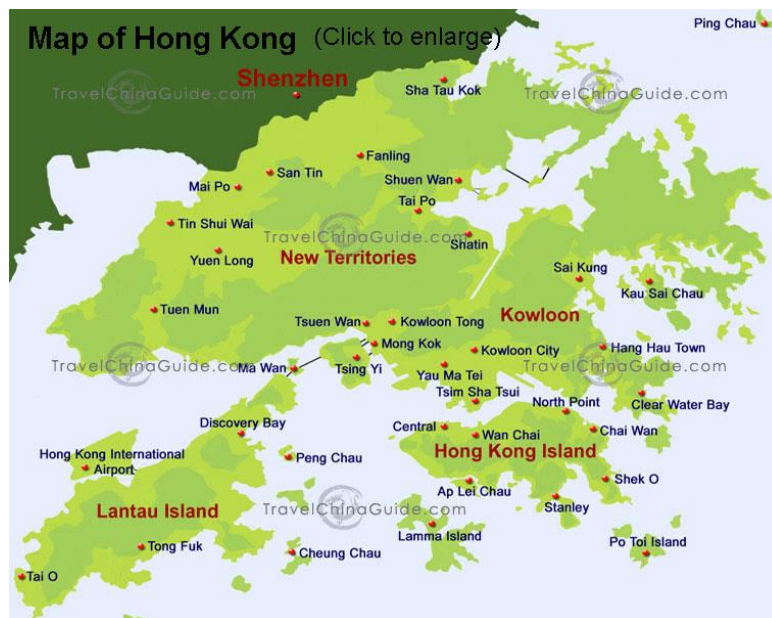 Map of Hong Kong (Click to enlarge)
Ping Chau
Shenzhen
TravelChinaGuide.com
Sha Tau Kok
TravelChinaGuide.com
Fanling
San Tin
Shuen Wan
Mai Po
Tai Po
Tin Shui Wai
TravelChinaGuide.com
Shatin
Yuen Long
New Territories
Sai Kung
Kau Sai Chau
Tuen Mun
Kowloon
Tsuen Wan
Kowloon Tong
Mong Kok
Kowloon City
Hang Hau Town
TravelChinaGuide.com
Ma Wan
Tsing Yi
Yau Ma Tei
TravelChinaGuide.com
Tsim Sha Tsui
North Point
Clear Water Bay
Discovery Bay
Central
Wan Chai
Chai Wan
Hong Kong International
Airport
Peng Chau
Hong Kong Island
Shek O
Ap Lei Chau
Lantau Island
TravelChinaGuide.com
Stanley
Lamma Island
Tong Fuk
Cheung Chau
Po Toi Island
Tai O